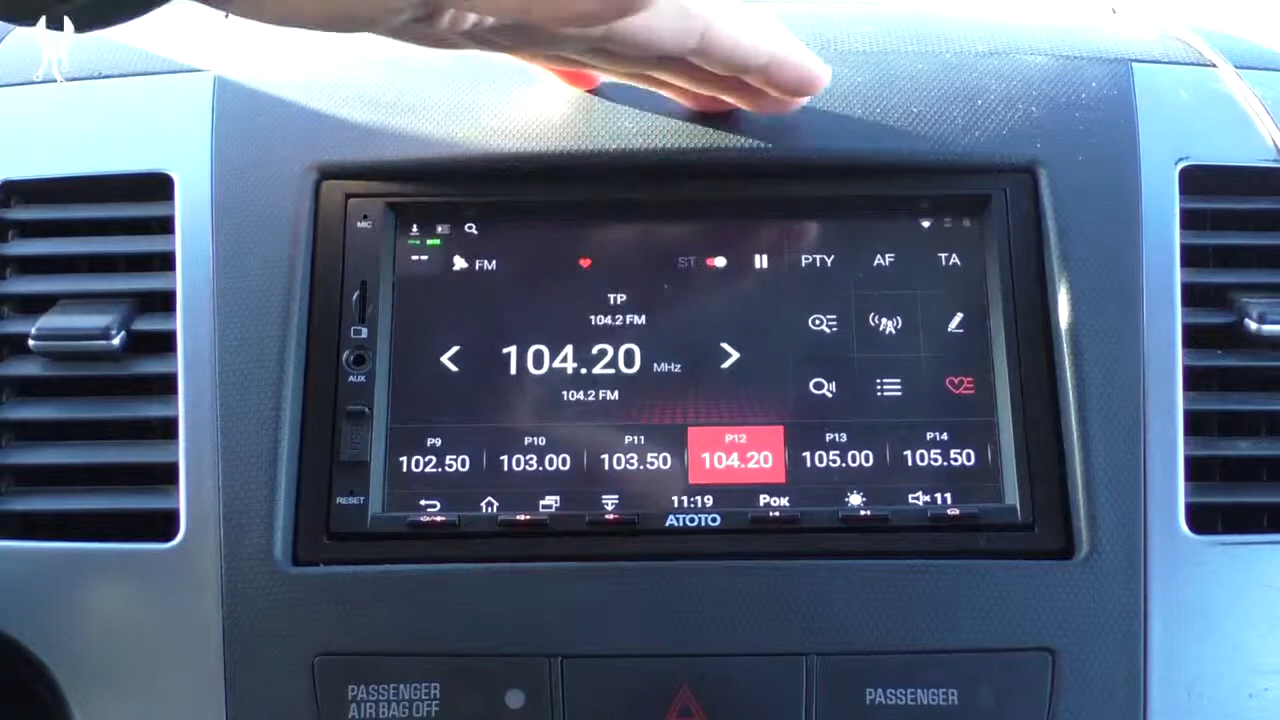 MIC
FM
ST
PTY
AF
TA
TP
104.2 FM
104.20 MHz
104.2 FM
AUX
P9
102.50
P10
103.00
P11
103.50
P12
104.20
P13
105.00
P14
105.50
RESET
11:19
Рок
11
ATOTO
PASSENGER
AIR BAG OFF
PASSENGER